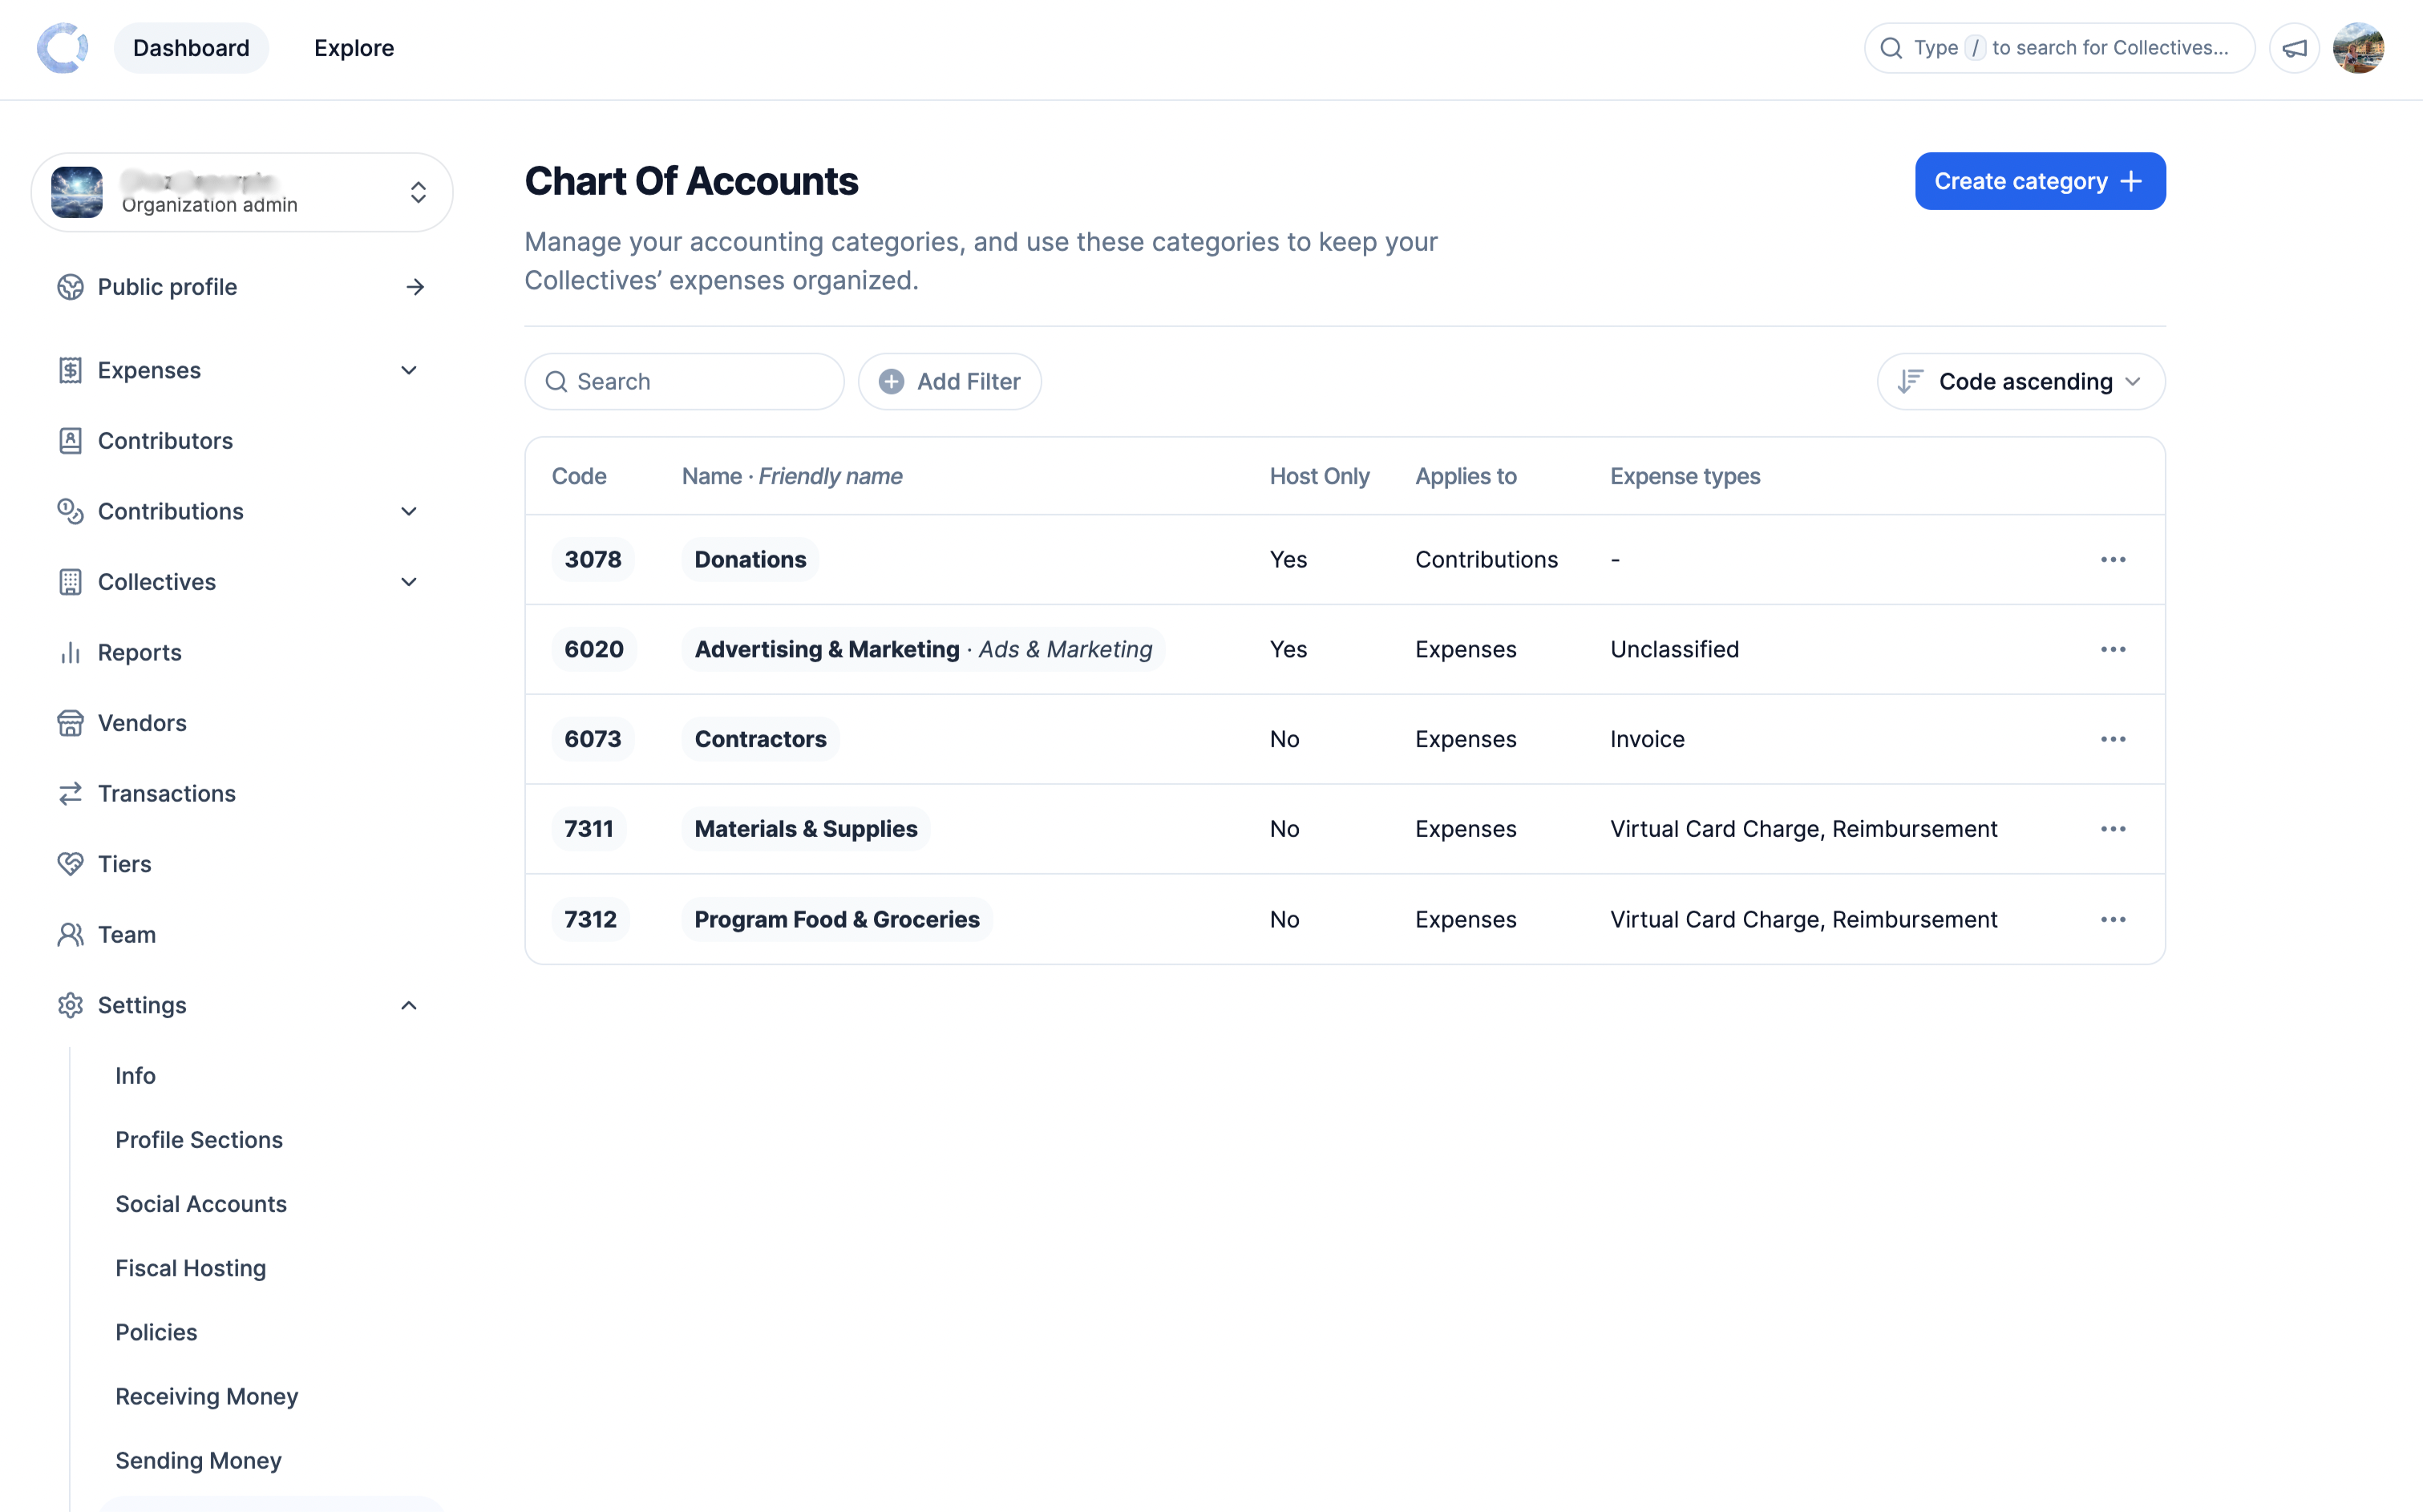 Dashboard
Explore
Type / to search for Collectives...
Organization admin
Public profile
Expenses
Contributors
Contributions
Collectives
Reports
Vendors
Transactions
Tiers
Team
Settings
Info
Profile Sections
Social Accounts
Fiscal Hosting
Policies
Receiving Money
Sending Money
Chart Of Accounts
Create category
Manage your accounting categories, and use these categories to keep your
Collectives’ expenses organized.
Search
Add Filter
Code ascending
Code Name · Friendly name Host Only Applies to Expense types
3078 Donations Yes Contributions -
6020 Advertising & Marketing · Ads & Marketing Yes Expenses Unclassified
6073 Contractors No Expenses Invoice
7311 Materials & Supplies No Expenses Virtual Card Charge, Reimbursement
7312 Program Food & Groceries No Expenses Virtual Card Charge, Reimbursement